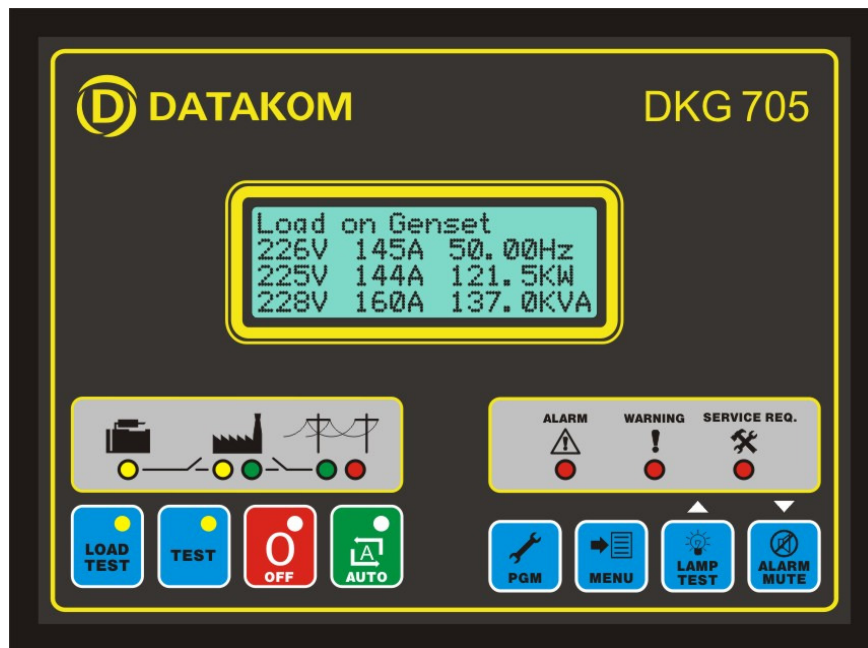 DATAKOM
DKG 705
Load on Genset
226V 145A 50.00Hz
225V 144A 121.5KW
228V 160A 137.0KVA
ALARM WARNING SERVICE REQ.
LOAD TEST
TEST
0
OFF
A
AUTO
PGM
MENU
LAMP TEST
ALARM MUTE